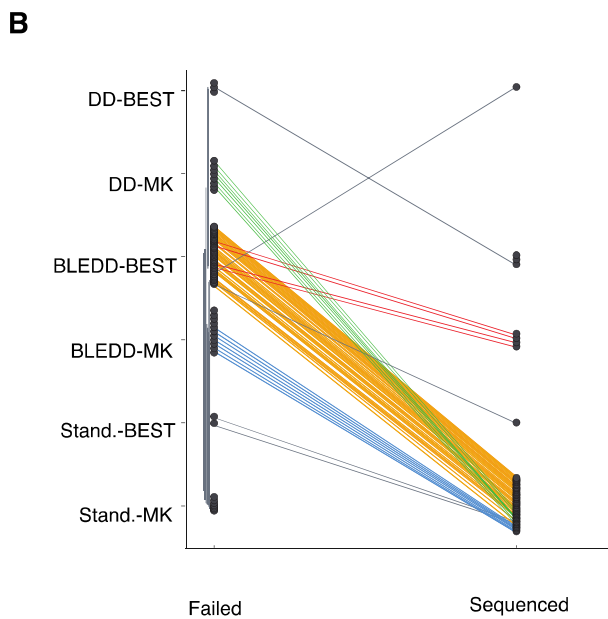 B
DD-BEST
DD-MK
BLEDD-BEST
BLEDD-MK
Stand.-BEST
Stand.-MK
Failed
Sequenced